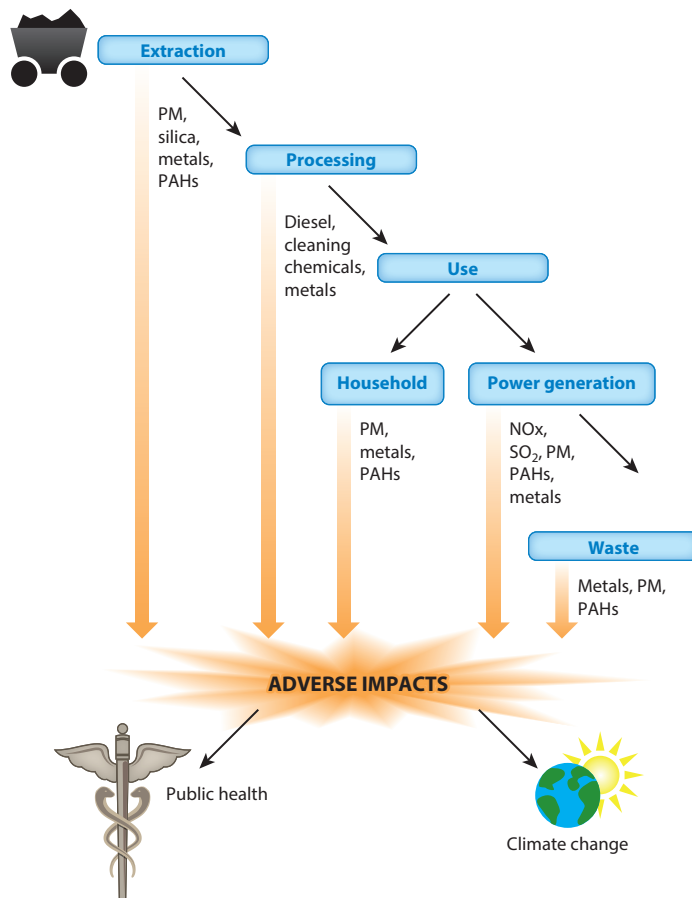 Extraction
PM,
silica,
metals,
PAHs
Processing
Diesel,
cleaning
chemicals,
metals
Use
Household
Power generation
PM,
metals,
PAHs
NOx,
SO₂, PM,
PAHs,
metals
Waste
Metals, PM,
PAHs
ADVERSE IMPACTS
Public health
Climate change